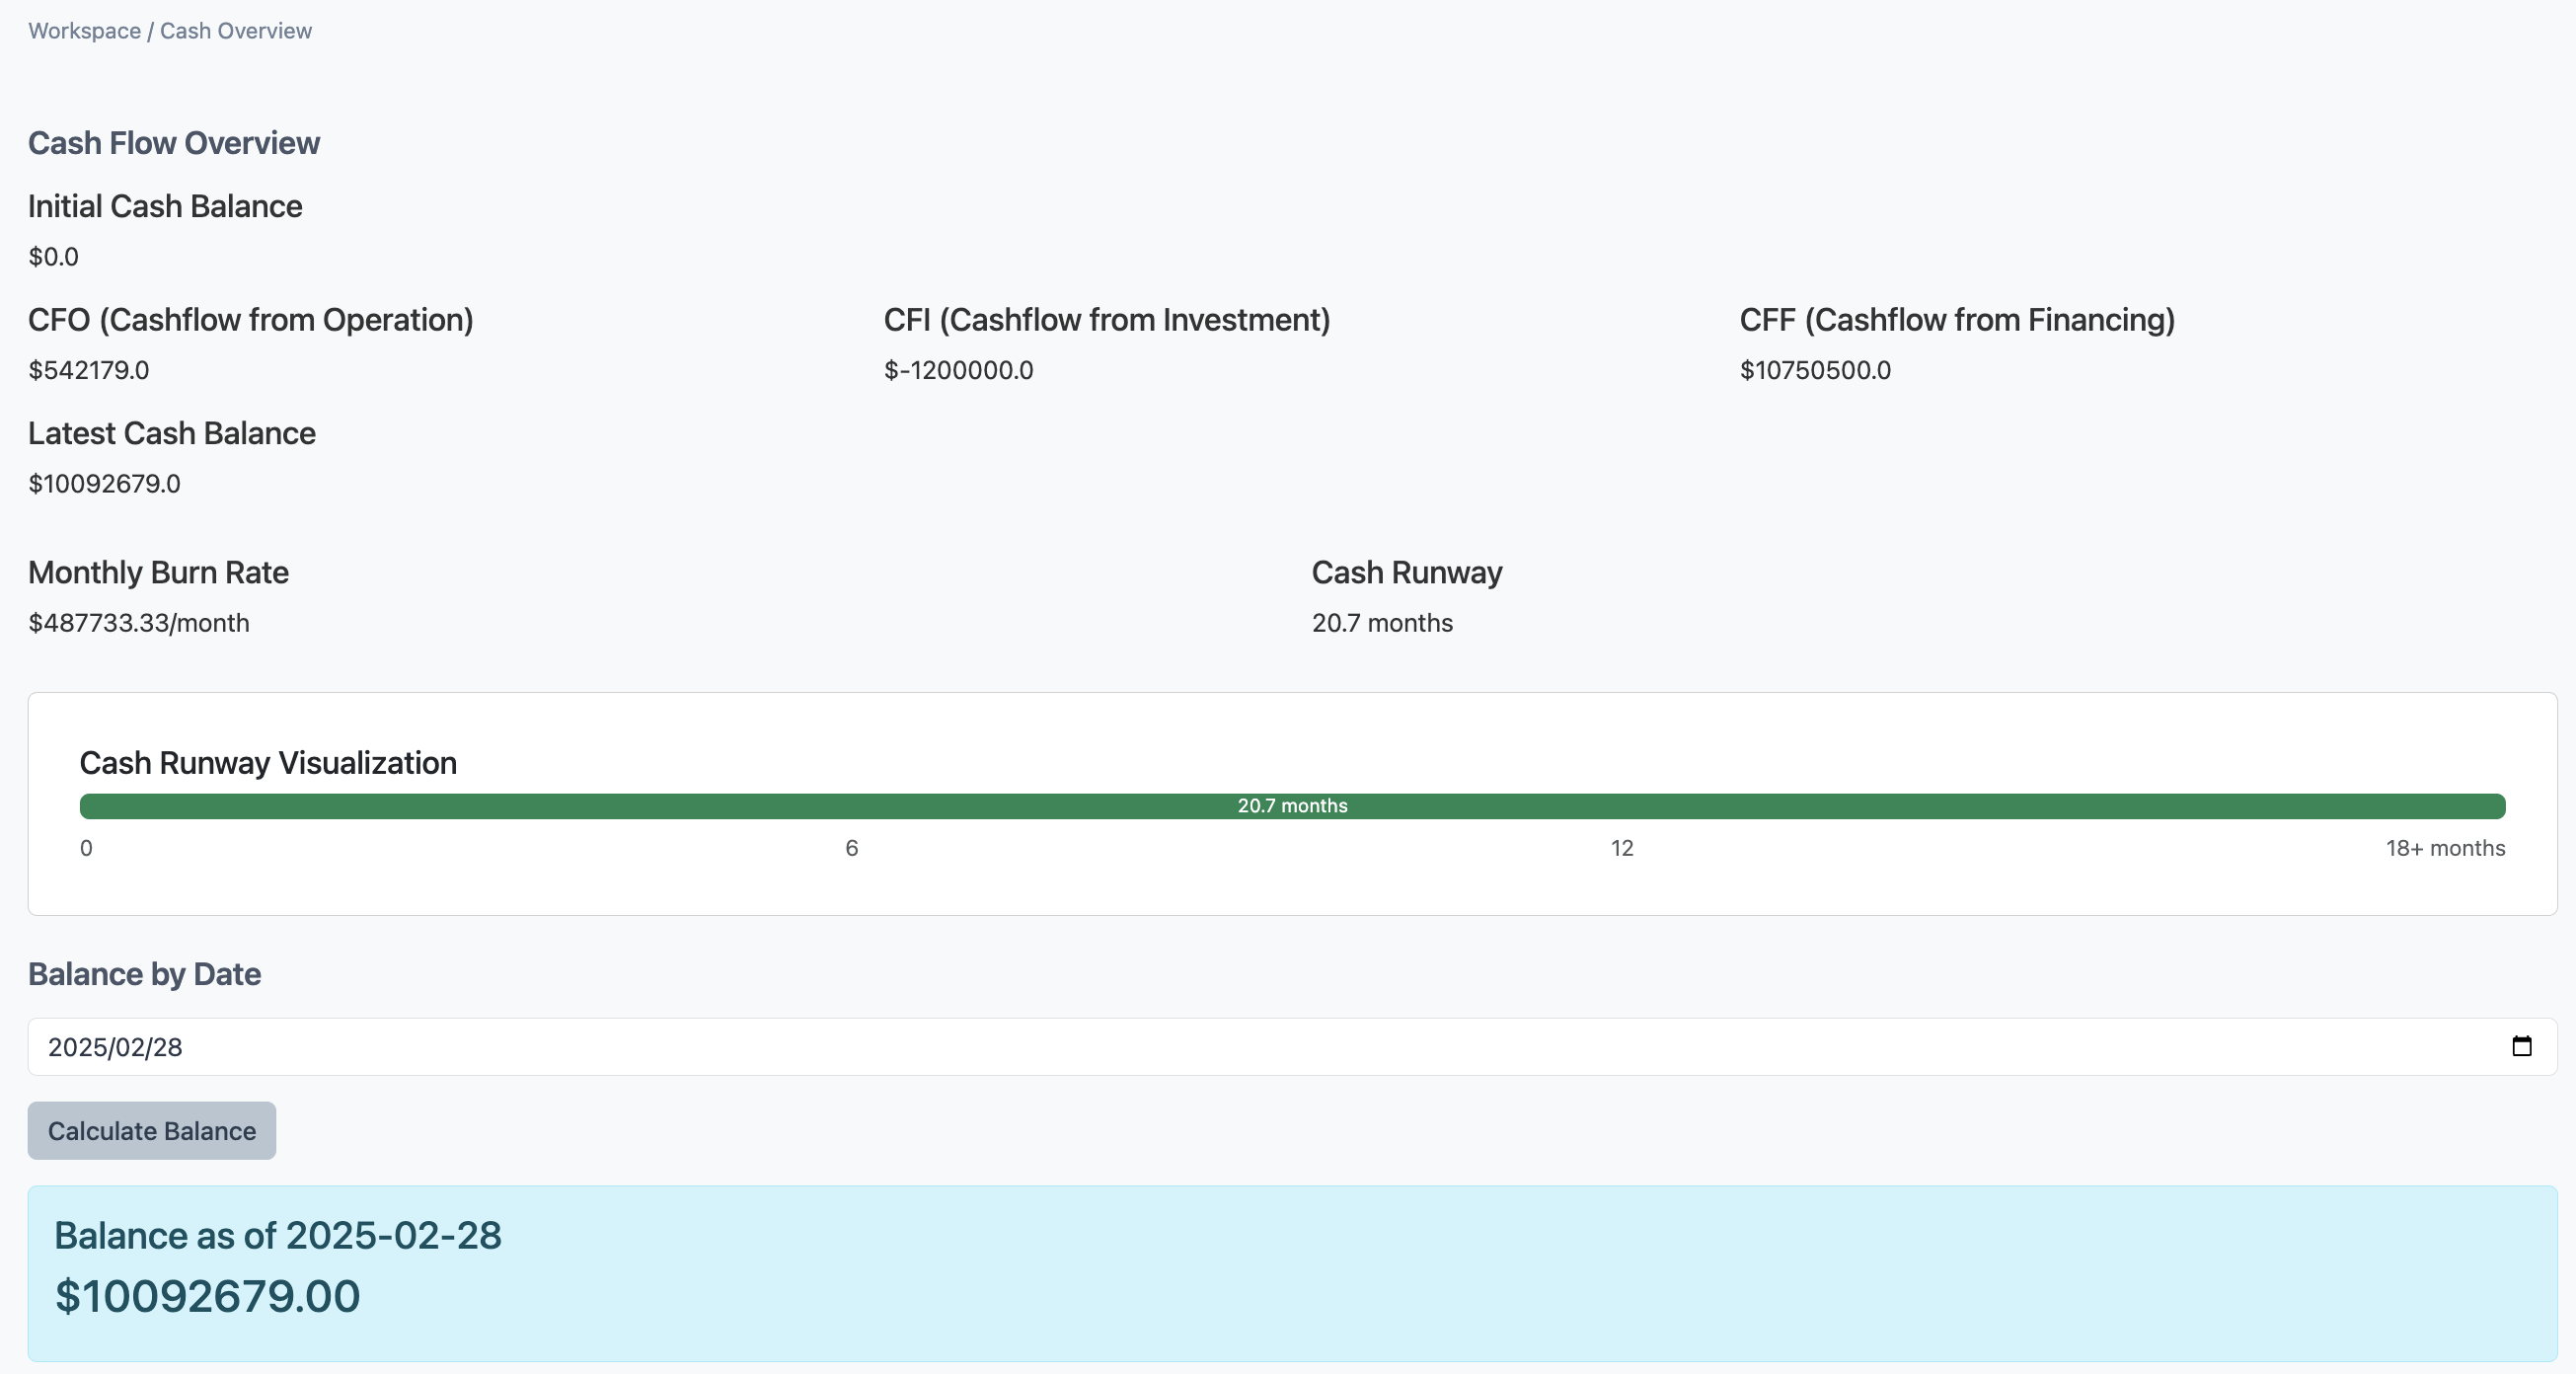 Workspace / Cash Overview
Cash Flow Overview
Initial Cash Balance
$0.0
CFO (Cashflow from Operation)
$542179.0
CFI (Cashflow from Investment)
$-1200000.0
CFF (Cashflow from Financing)
$10750500.0
Latest Cash Balance
$10092679.0
Monthly Burn Rate
$487733.33/month
Cash Runway
20.7 months
Cash Runway Visualization
20.7 months
0 6 12 18+ months
Balance by Date
2025/02/28
Calculate Balance
Balance as of 2025-02-28
$10092679.00